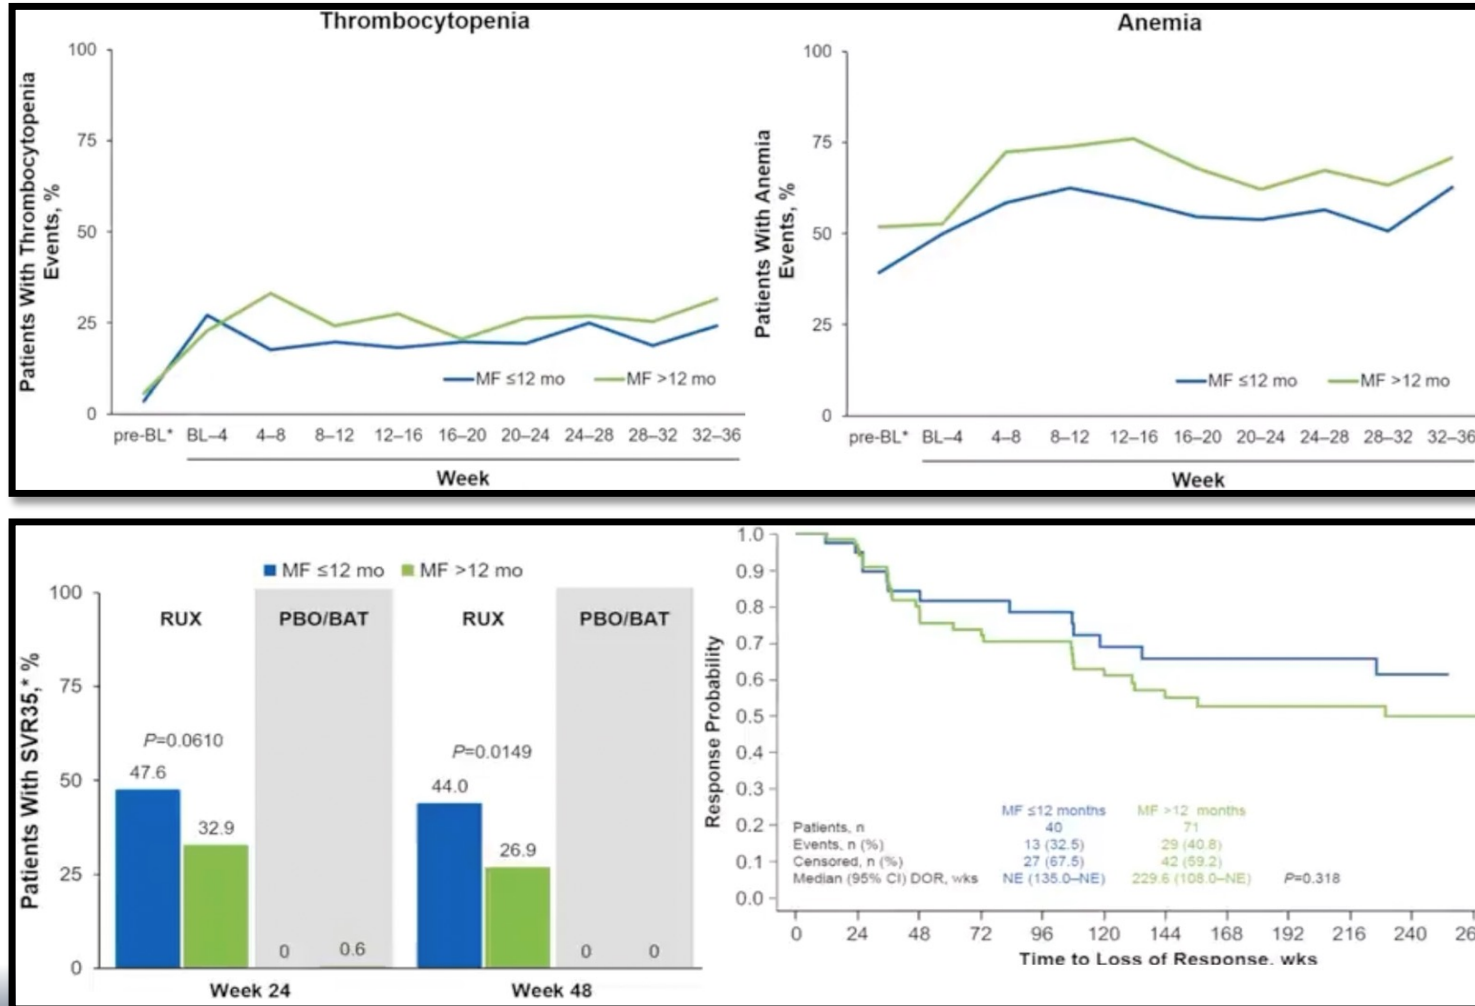 Thrombocytopenia
Patients With Thrombocytopenia
Events, %
100
75
50
25
0
MF ≤12 mo
MF >12 mo
pre-BL* BL–4 4–8 8–12 12–16 16–20 20–24 24–28 28–32 32–36
Week
Anemia
Patients With Anemia
Events, %
100
75
50
25
0
MF ≤12 mo
MF >12 mo
pre-BL* BL–4 4–8 8–12 12–16 16–20 20–24 24–28 28–32 32–36
Week
MF ≤12 mo MF >12 mo
Patients With SVR35,* %
100
75
50
25
0
RUX PBO/BAT RUX PBO/BAT
P=0.0610
P=0.0149
47.6
32.9
0
0.6
44.0
26.9
0
0
Week 24 Week 48
Response Probability
1.0
0.9
0.8
0.7
0.6
0.5
0.4
0.3
0.2
0.1
0.0
MF ≤12 months MF >12 months
Patients, n 40 71
Events, n (%) 13 (32.5) 29 (40.8)
Censored, n (%) 27 (67.5) 42 (59.2)
Median (95% CI) DOR, wks NE (135.0–NE) 229.6 (108.0–NE) P=0.318
0 24 48 72 96 120 144 168 192 216 240
Time to Loss of Response, wks